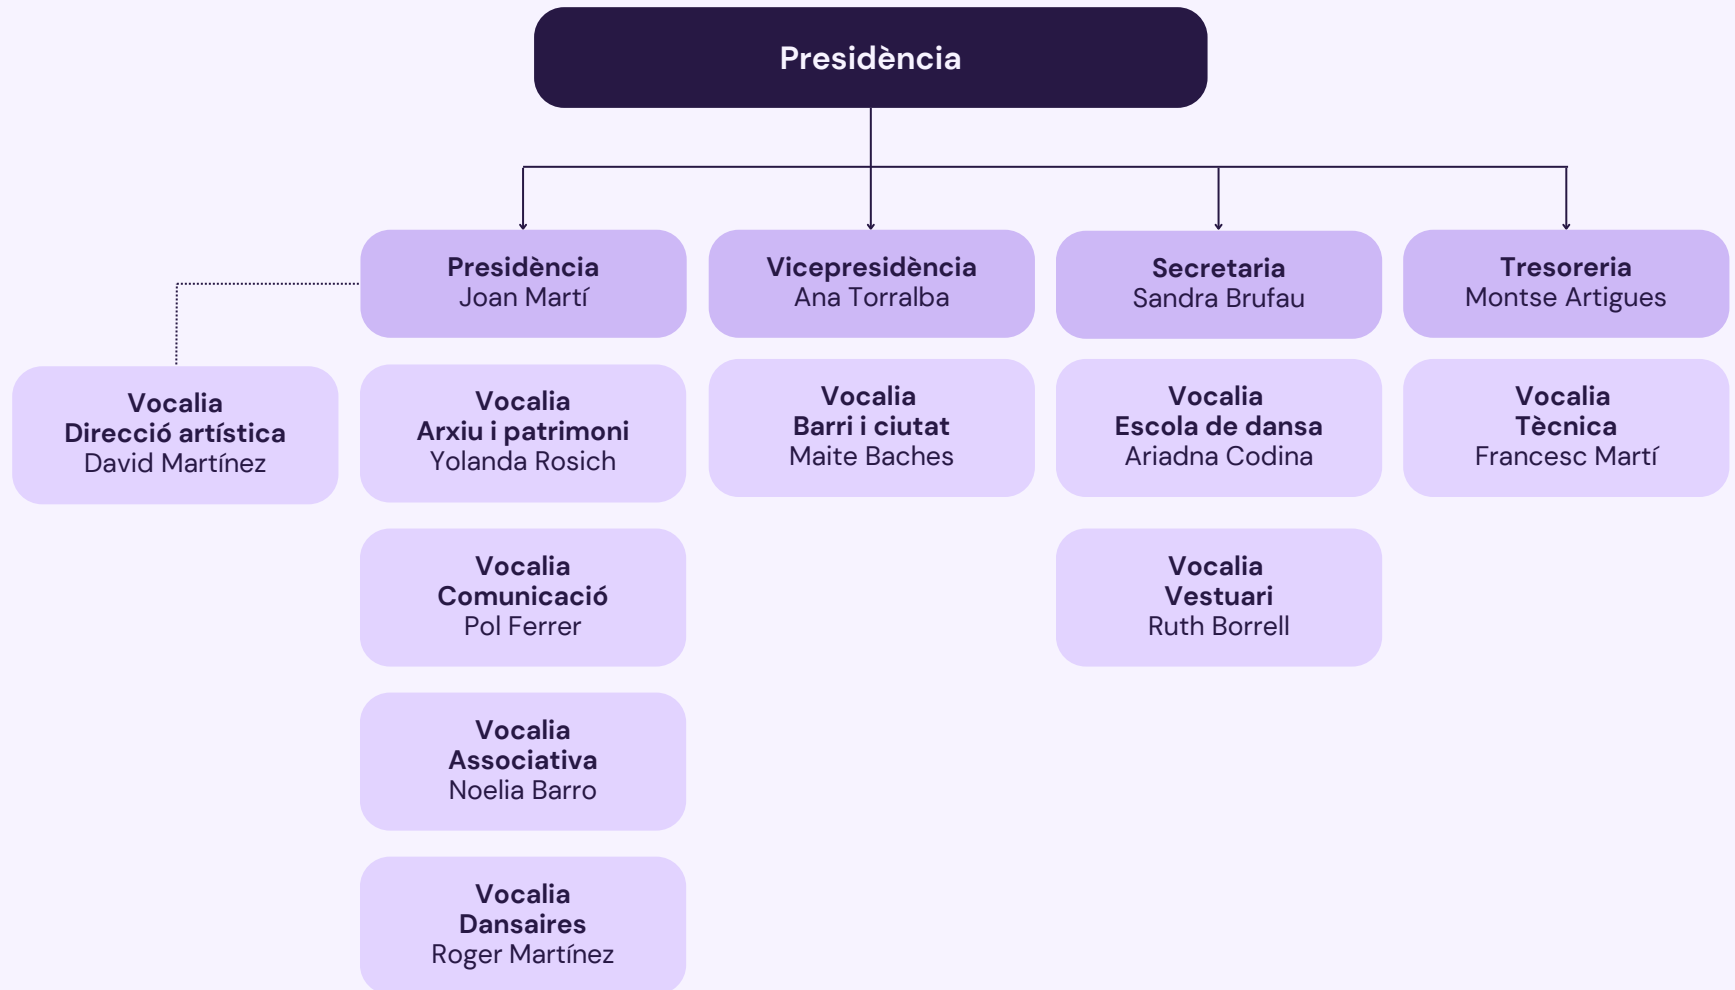 Presidència
Presidència
Joan Martí
Vicepresidència
Ana Torralba
Secretaria
Sandra Brufau
Tresoreria
Montse Artigues
Vocalia
Direcció artística
David Martínez
Vocalia
Arxiu i patrimoni
Yolanda Rosich
Vocalia
Barri i ciutat
Maite Baches
Vocalia
Escola de dansa
Ariadna Codina
Vocalia
Tècnica
Francesc Martí
Vocalia
Comunicació
Pol Ferrer
Vocalia
Vestuari
Ruth Borrell
Vocalia
Associativa
Noelia Barro
Vocalia
Dansaires
Roger Martínez